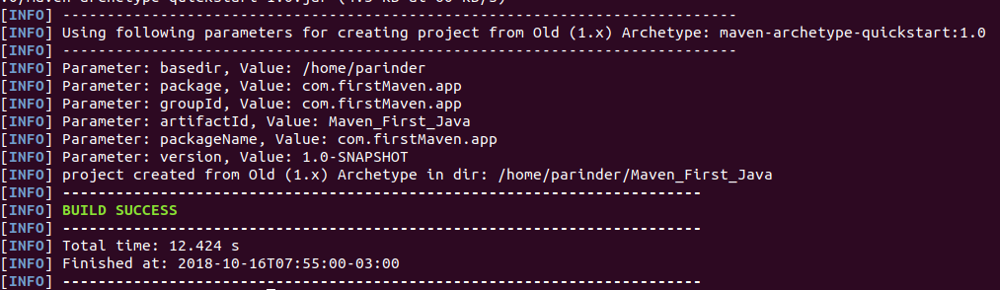 [INFO] ----------------------------------------------------------------------------
[INFO] Using following parameters for creating project from Old (1.x) Archetype: maven-archetype-quickstart:1.0
[INFO] ----------------------------------------------------------------------------
[INFO] Parameter: basedir, Value: /home/parinder
[INFO] Parameter: package, Value: com.firstMaven.app
[INFO] Parameter: groupId, Value: com.firstMaven.app
[INFO] Parameter: artifactId, Value: Maven_First_Java
[INFO] Parameter: packageName, Value: com.firstMaven.app
[INFO] Parameter: version, Value: 1.0-SNAPSHOT
[INFO] project created from Old (1.x) Archetype in dir: /home/parinder/Maven_First_Java
[INFO] ------------------------------------------------------------------------
[INFO] BUILD SUCCESS
[INFO] ------------------------------------------------------------------------
[INFO] Total time: 12.424 s
[INFO] Finished at: 2018-10-16T07:55:00-03:00
[INFO] ------------------------------------------------------------------------